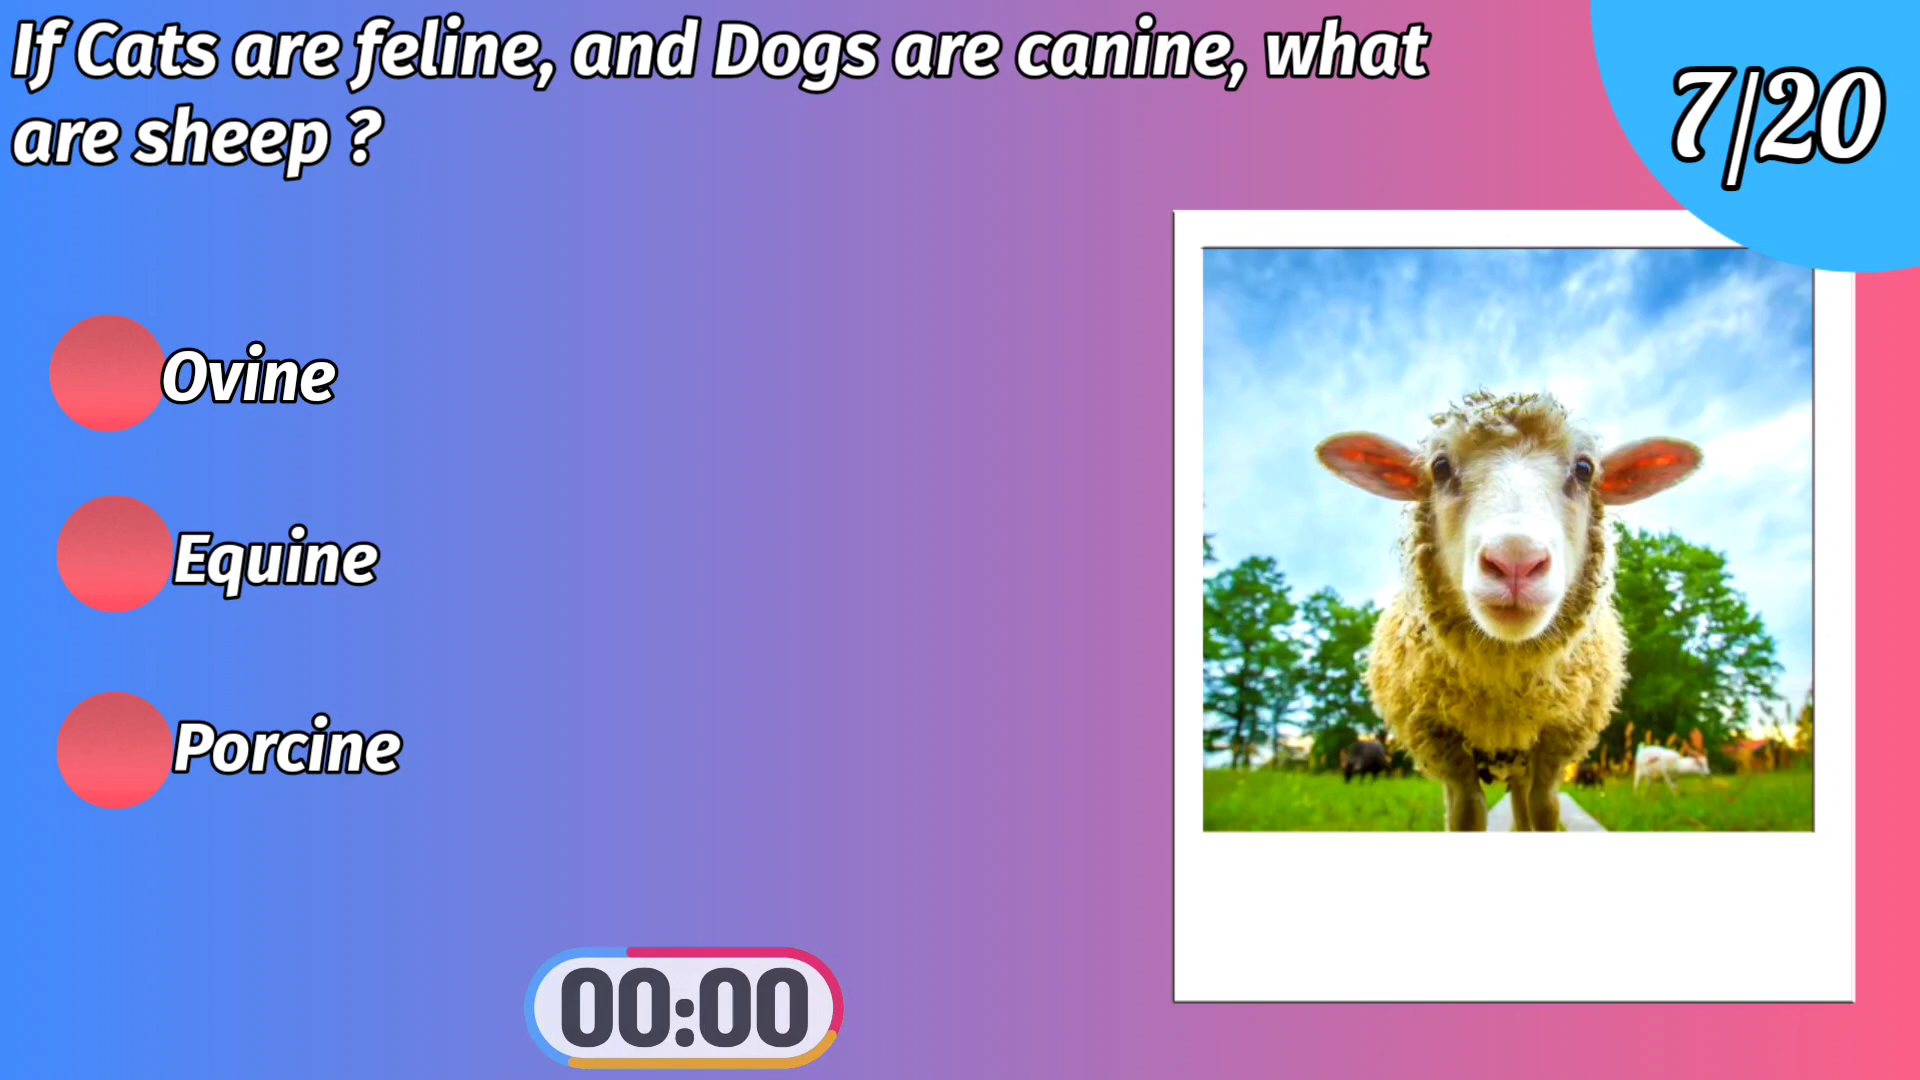 If Cats are feline, and Dogs are canine, what
are sheep ?
7/20
Ovine
Equine
Porcine
00:00